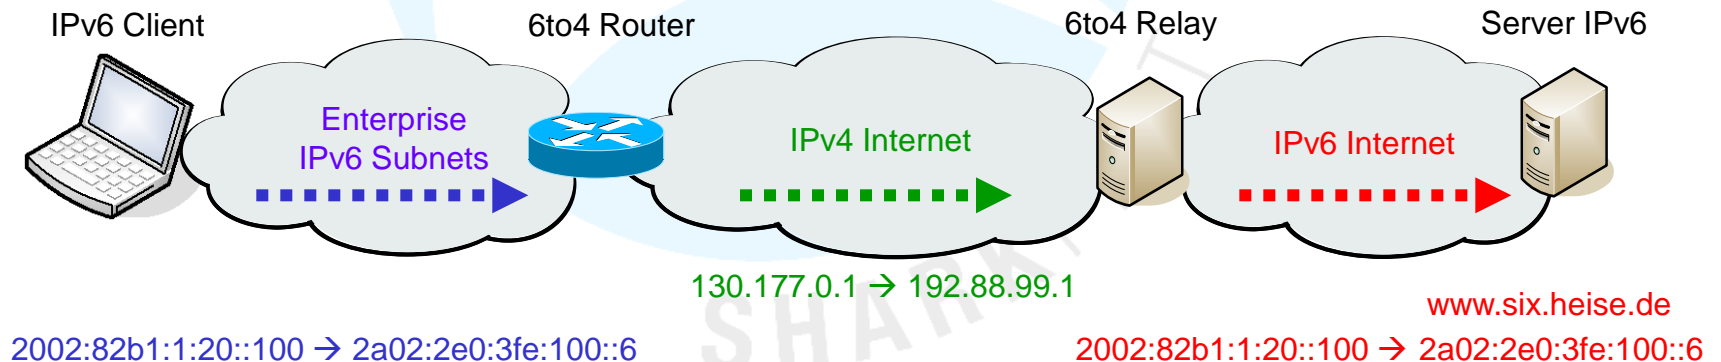 IPv6 Client
6to4 Router
6to4 Relay
Server IPv6
Enterprise
IPv6 Subnets
IPv4 Internet
IPv6 Internet
130.177.0.1 → 192.88.99.1
www.six.heise.de
2002:82b1:1:20::100 → 2a02:2e0:3fe:100::6
2002:82b1:1:20::100 → 2a02:2e0:3fe:100::6